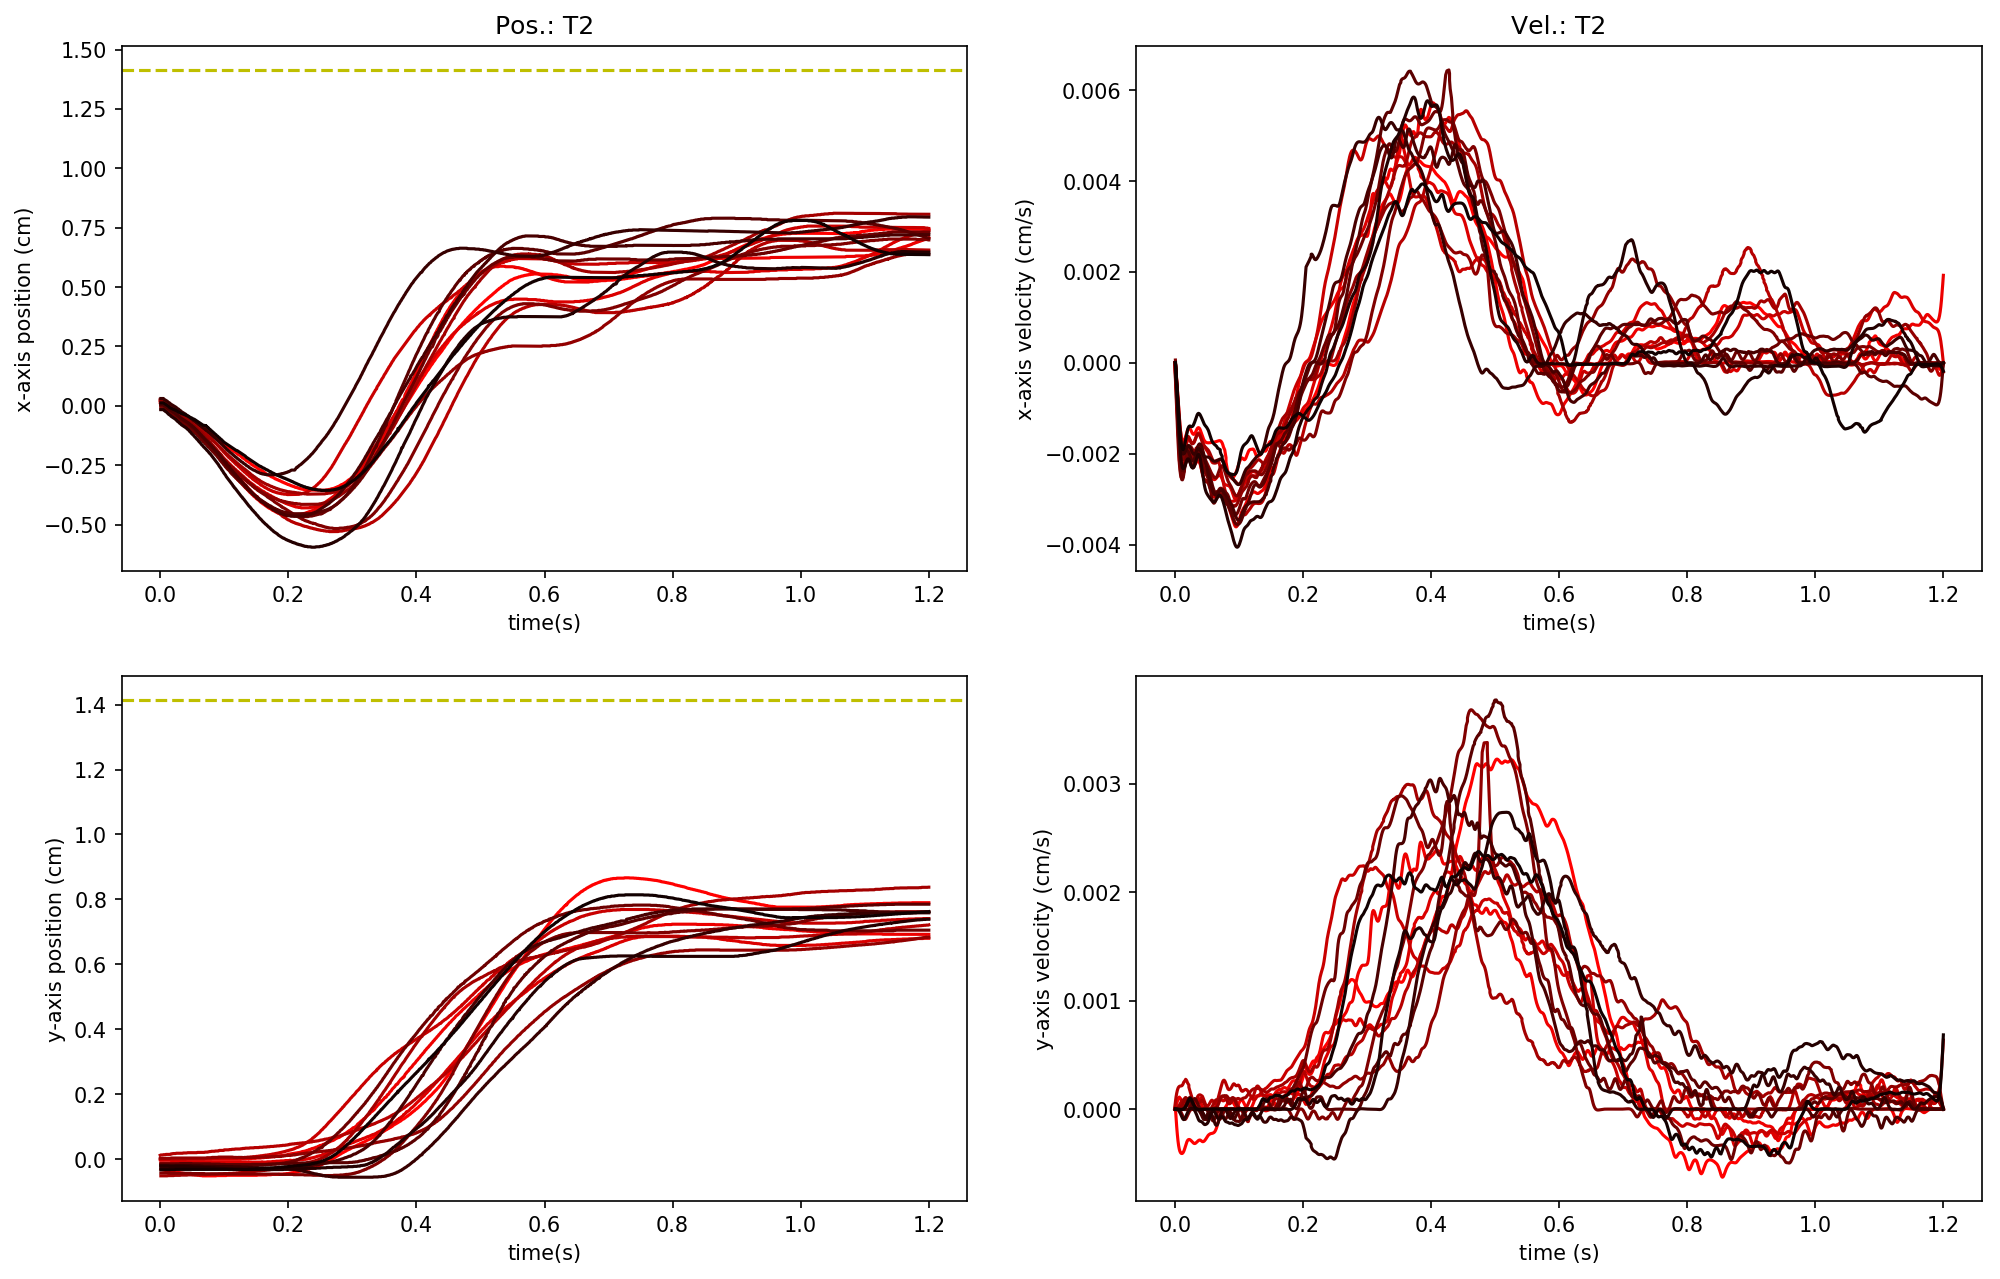 Pos.: T2
1.50
1.25
1.00
0.75
0.50
0.25
0.00
−0.25
−0.50
x-axis position (cm)
0.0 0.2 0.4 0.6 0.8 1.0 1.2
time(s)
Vel.: T2
0.006
0.004
0.002
0.000
−0.002
−0.004
x-axis velocity (cm/s)
0.0 0.2 0.4 0.6 0.8 1.0 1.2
time(s)
1.4
1.2
1.0
0.8
0.6
0.4
0.2
0.0
y-axis position (cm)
0.0 0.2 0.4 0.6 0.8 1.0 1.2
time(s)
0.003
0.002
0.001
0.000
y-axis velocity (cm/s)
0.0 0.2 0.4 0.6 0.8 1.0 1.2
time (s)